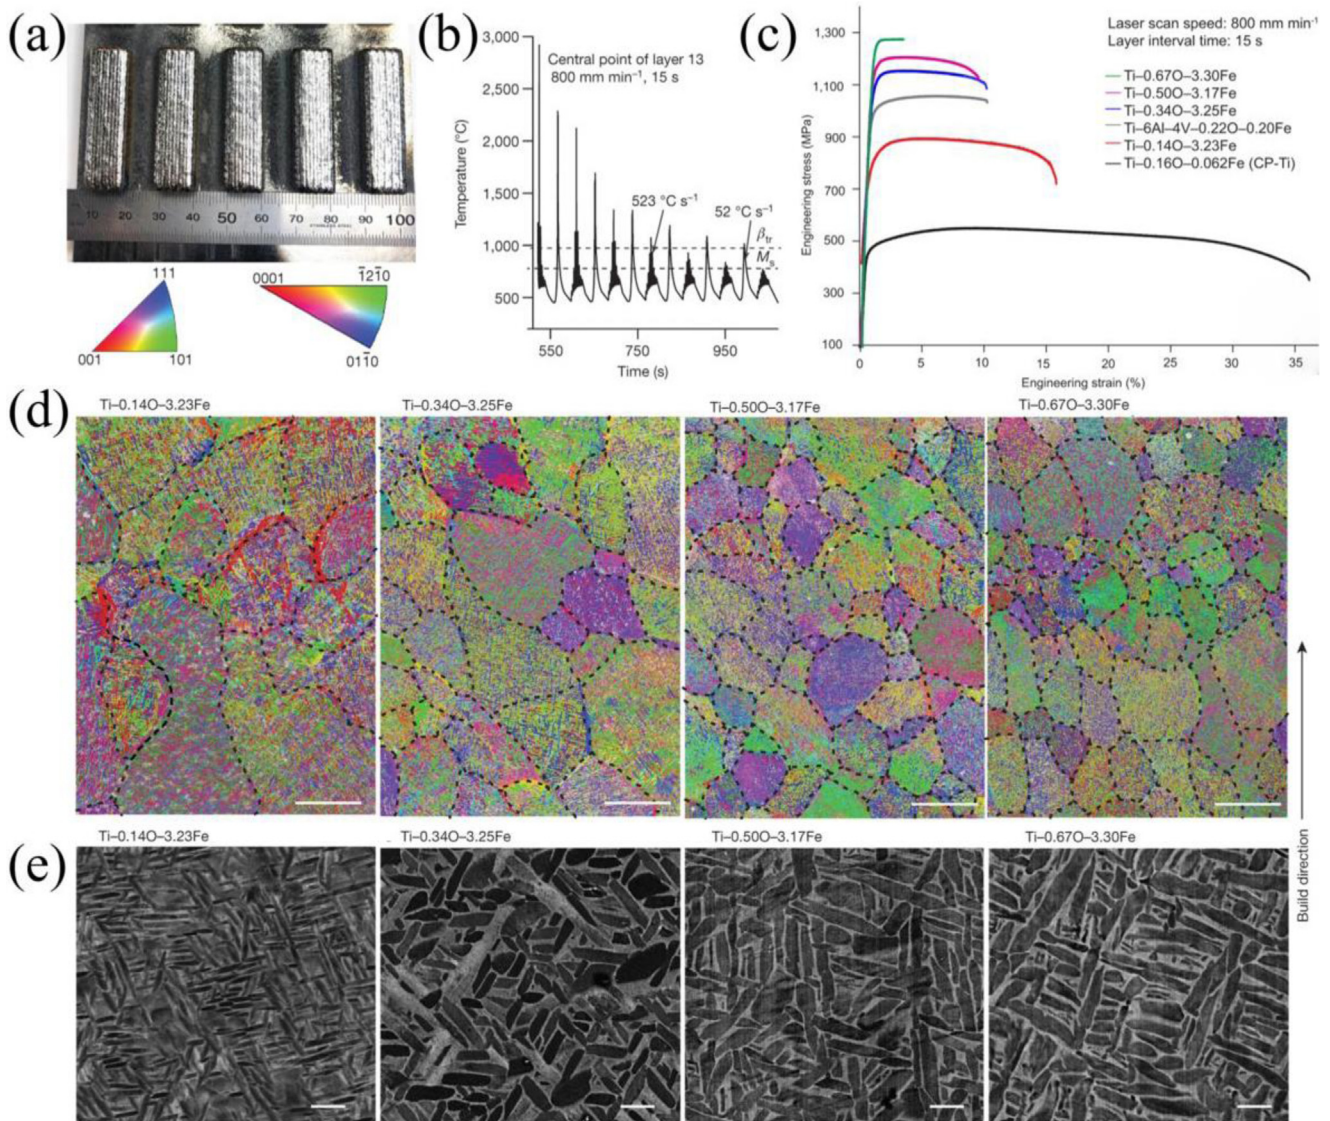 (a)
10 20 30 40 50 60 70 80 90 100
STAINLESS STEEL
111
001
101
0001
1̅21̅0
011̅0
(b)
3,000
2,500
2,000
1,500
1,000
500
Temperature (°C)
Central point of layer 13
800 mm min⁻¹, 15 s
523 °C s⁻¹
52 °C s⁻¹
βtr
Ms
550
750
950
Time (s)
(c)
1,300
1,100
900
700
500
300
100
Engineering stress (MPa)
Laser scan speed: 800 mm min⁻¹
Layer interval time: 15 s
Ti–0.67O–3.30Fe
Ti–0.50O–3.17Fe
Ti–0.34O–3.25Fe
Ti–6Al–4V–0.22O–0.20Fe
Ti–0.14O–3.23Fe
Ti–0.16O–0.062Fe (CP-Ti)
0 5 10 15 20 25 30 35
Engineering strain (%)
(d)
Ti–0.14O–3.23Fe
Ti–0.34O–3.25Fe
Ti–0.50O–3.17Fe
Ti–0.67O–3.30Fe
(e)
Ti–0.14O–3.23Fe
Ti–0.34O–3.25Fe
Ti–0.50O–3.17Fe
Ti–0.67O–3.30Fe
Build direction